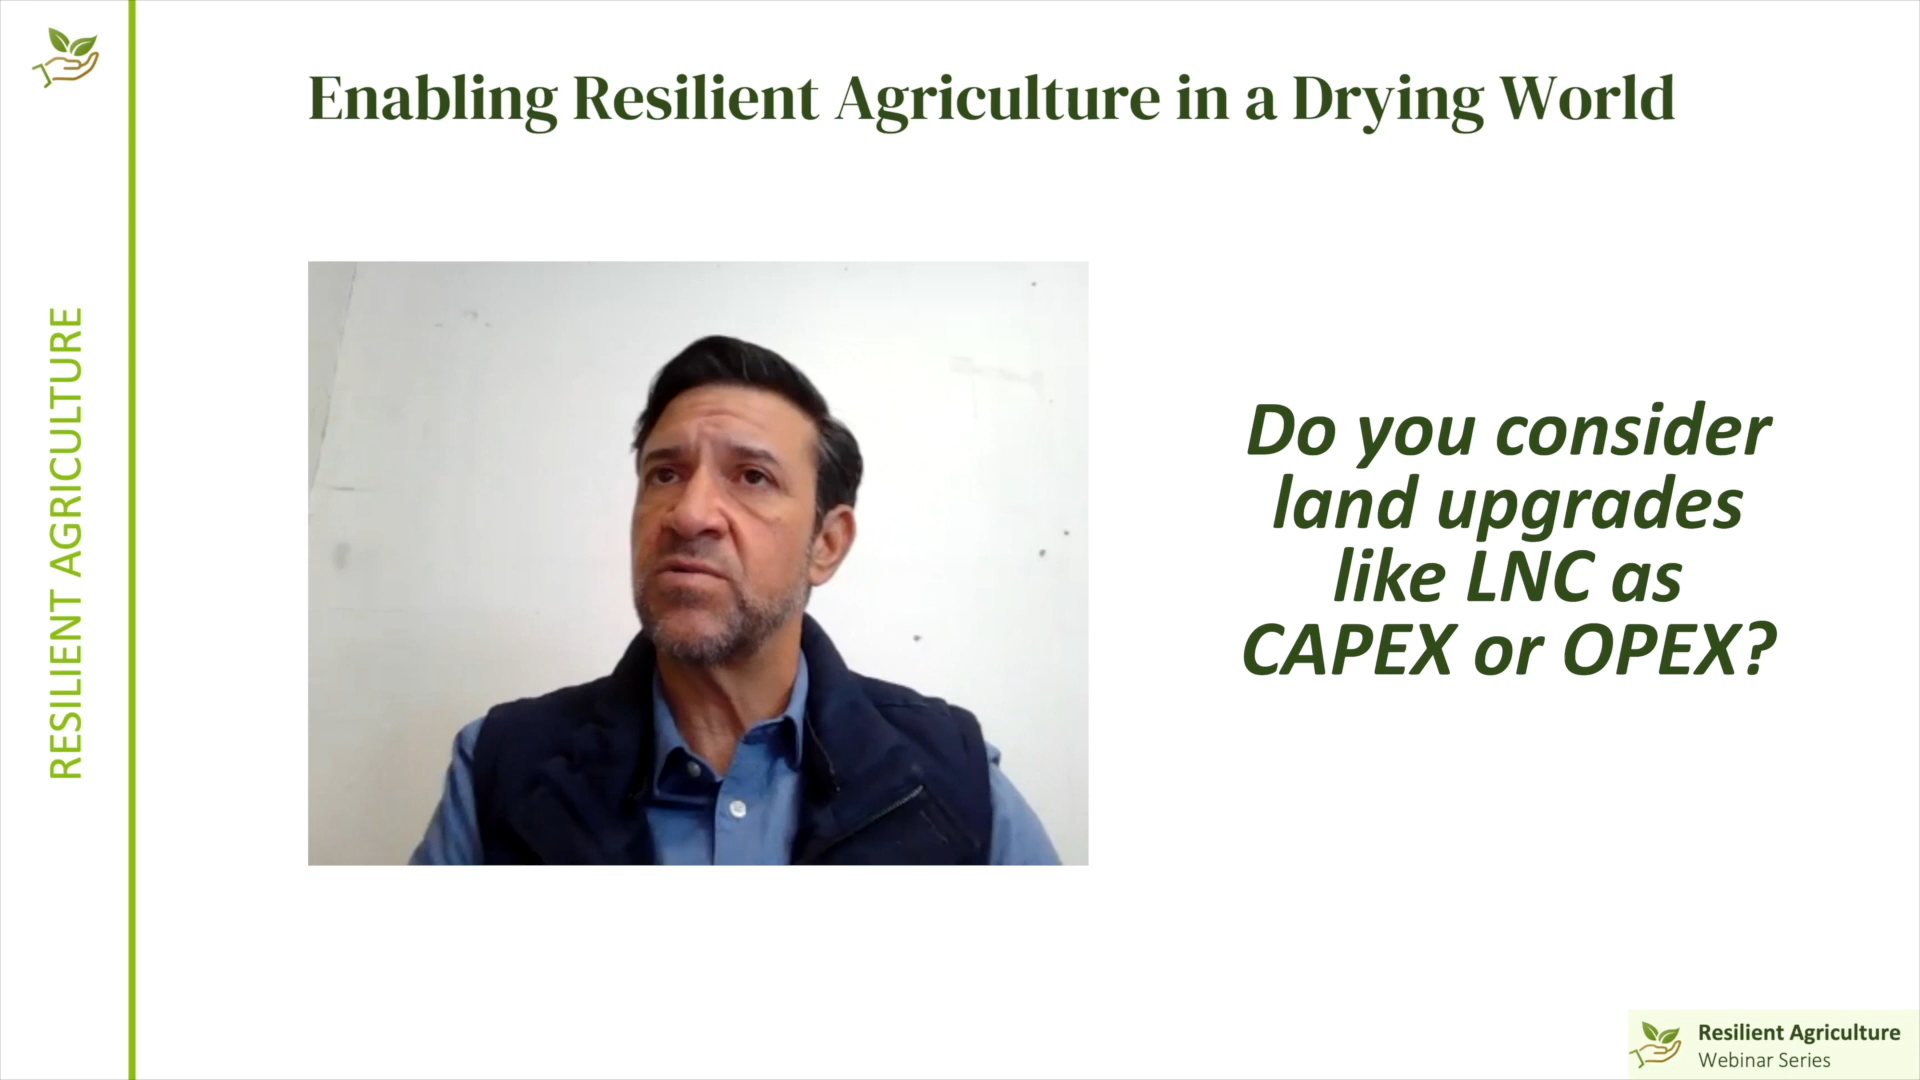 Enabling Resilient Agriculture in a Drying World
RESILIENT AGRICULTURE
Do you consider
land upgrades
like LNC as
CAPEX or OPEX?
Resilient Agriculture
Webinar Series